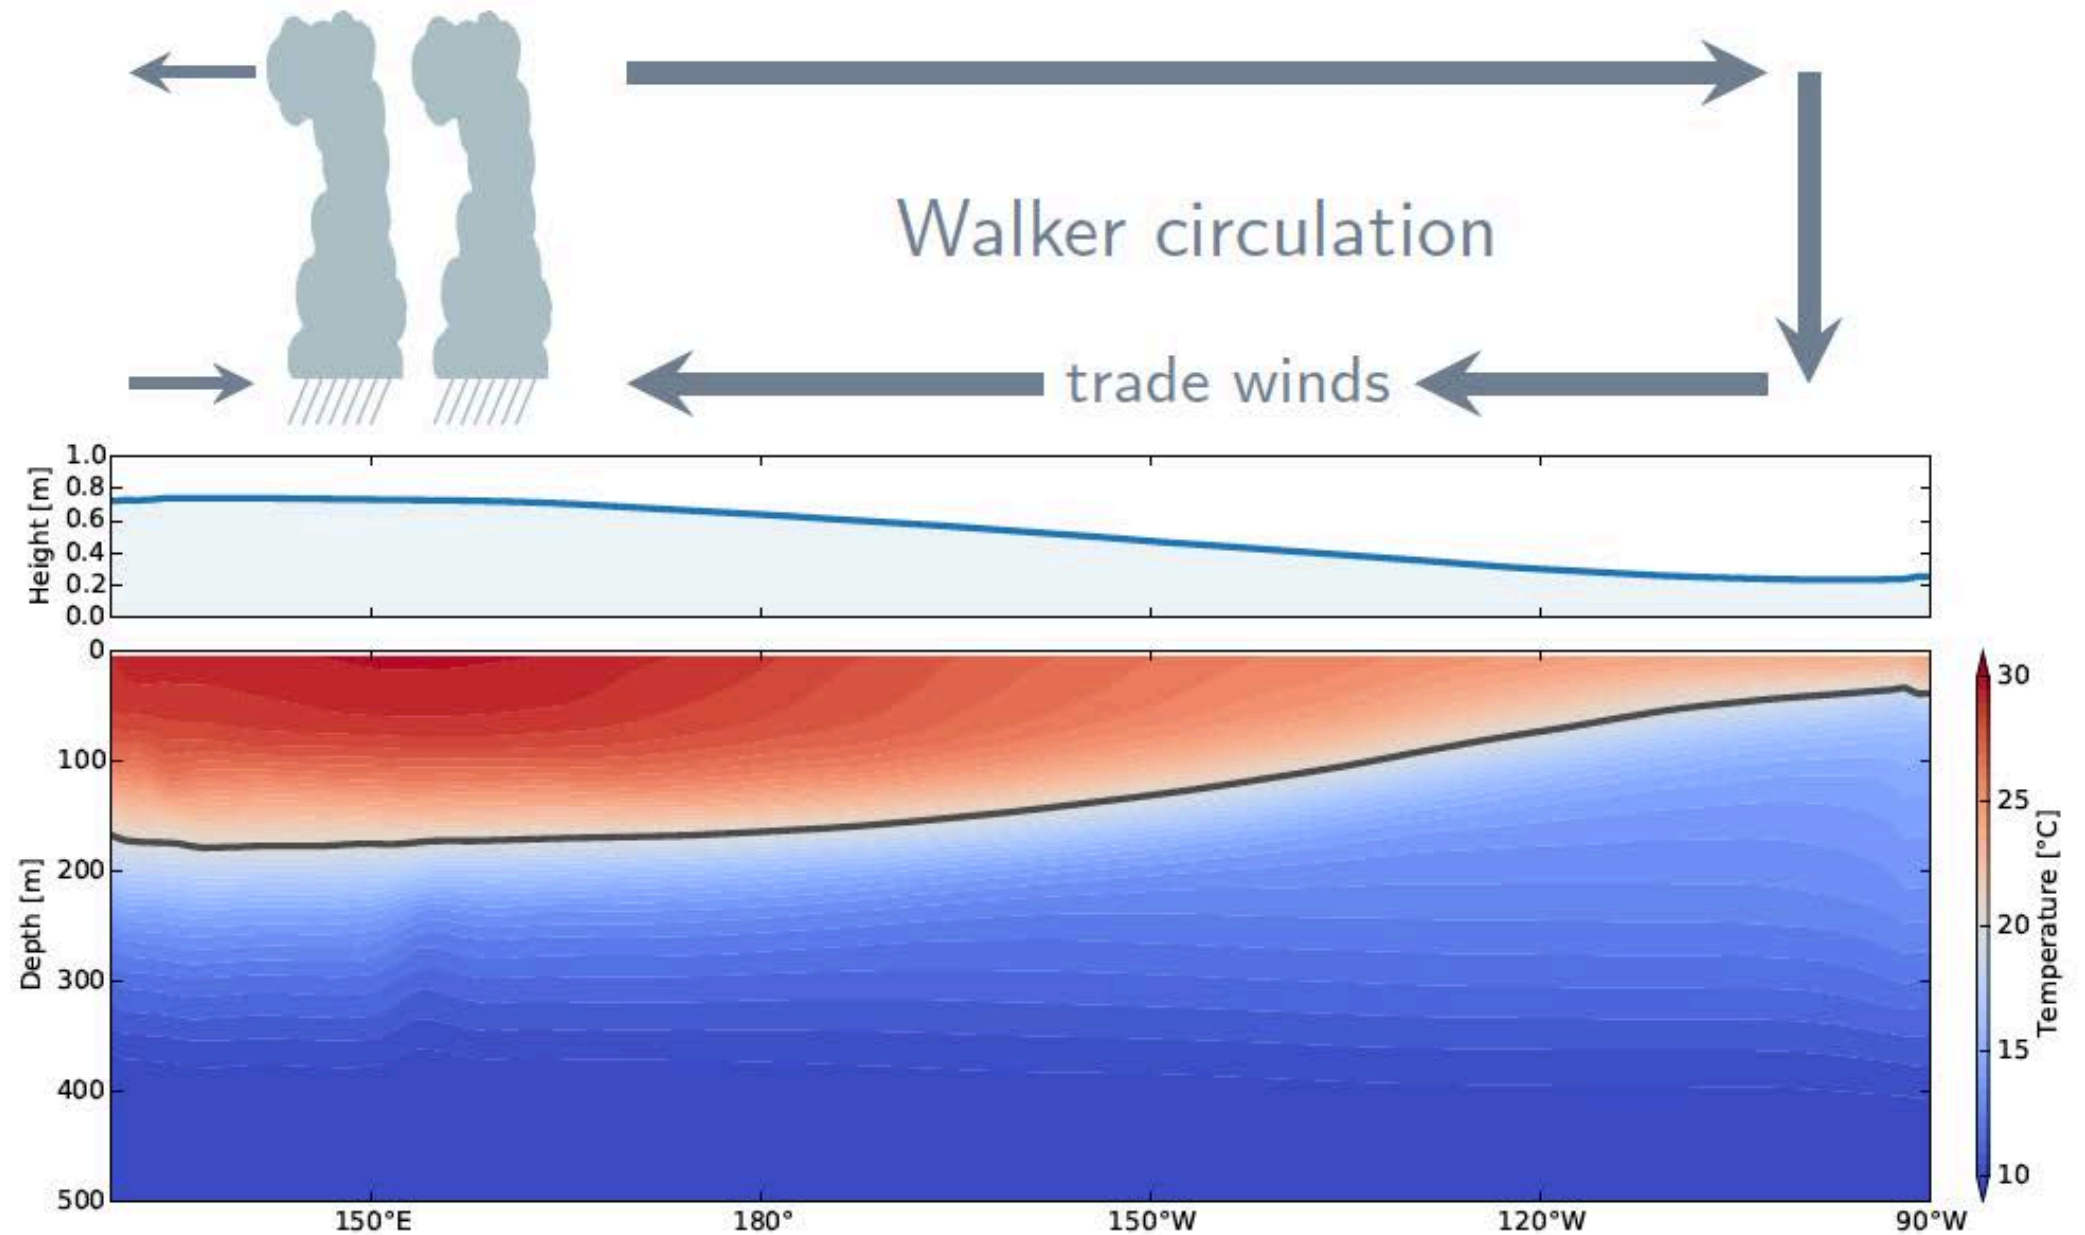 Walker circulation
trade winds
Height [m]
1.0
0.8
0.6
0.4
0.2
0.0
Depth [m]
0
100
200
300
400
500
150°E
180°
150°W
120°W
90°W
30
25
20
15
10
Temperature [°C]